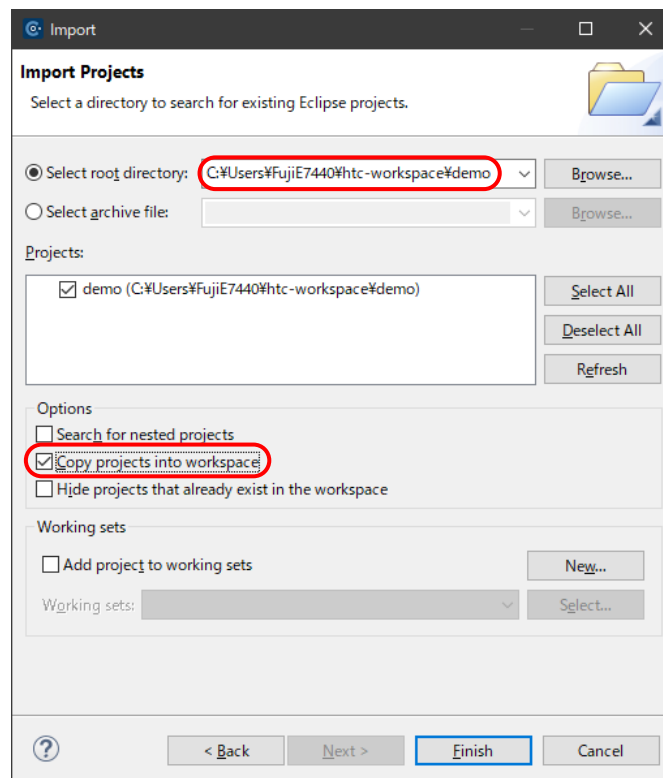 Import
Import Projects
Select a directory to search for existing Eclipse projects.
Select root directory: C:¥Users¥FujiE7440¥htc-workspace¥demo Browse...
Select archive file: Browse...
Projects:
demo (C:¥Users¥FujiE7440¥htc-workspace¥demo)
Select All
Deselect All
Refresh
Options
Search for nested projects
Copy projects into workspace
Hide projects that already exist in the workspace
Working sets
Add project to working sets New...
Working sets: Select...
? < Back Next > Finish Cancel